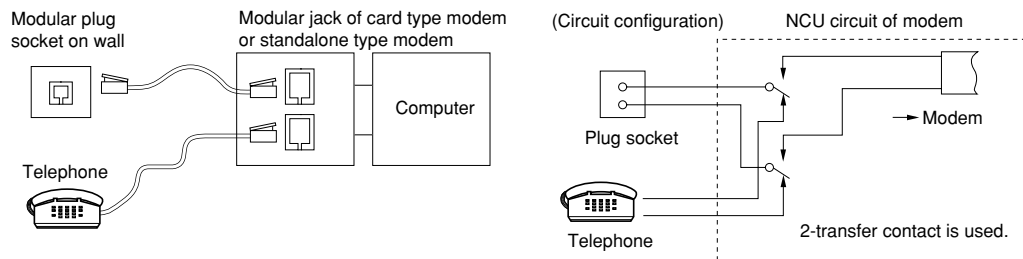 Modular plug
socket on wall
Modular jack of card type modem
or standalone type modem
Computer
Telephone
(Circuit configuration)
NCU circuit of modem
Plug socket
Modem
Telephone
2-transfer contact is used.